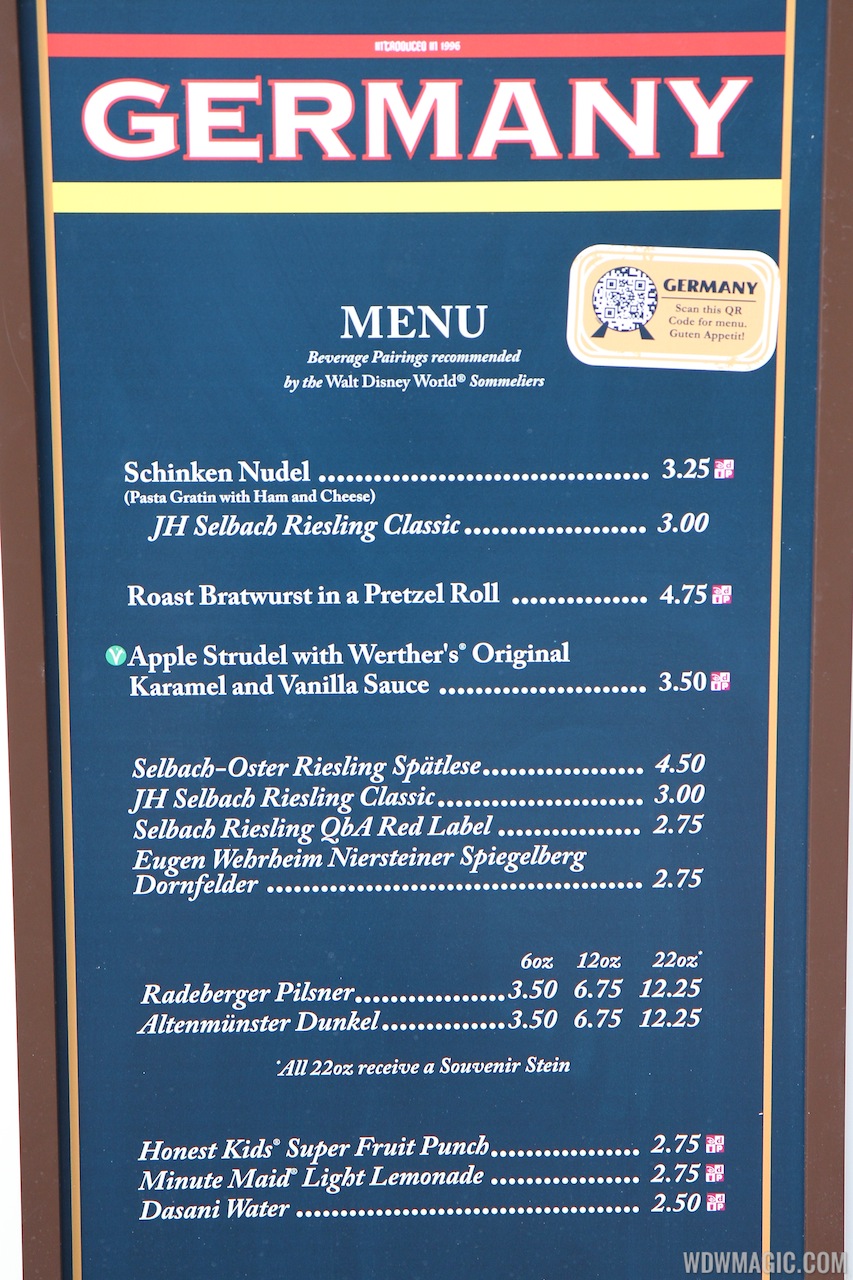 INTRODUCED IN 1996
GERMANY
GERMANY
Scan this QR
Code for menu.
Guten Appetit!
MENU
Beverage Pairings recommended
by the Walt Disney World® Sommeliers
Schinken Nudel ................................ 3.25
(Pasta Gratin with Ham and Cheese)
JH Selbach Riesling Classic.................. 3.00
Roast Bratwurst in a Pretzel Roll .............. 4.75
V Apple Strudel with Werther's® Original
Karamel and Vanilla Sauce ..................... 3.50
Selbach-Oster Riesling Spätlese................ 4.50
JH Selbach Riesling Classic..................... 3.00
Selbach Riesling QbA Red Label ............... 2.75
Eugen Wehrheim Niersteiner Spiegelberg
Dornfelder ...................................... 2.75
6oz 12oz 22oz*
Radeberger Pilsner...............3.50 6.75 12.25
Altenmünster Dunkel............3.50 6.75 12.25
*All 22oz receive a Souvenir Stein
Honest Kids® Super Fruit Punch............... 2.75
Minute Maid® Light Lemonade ............... 2.75
Dasani Water ................................... 2.50
WDWMAGIC.COM